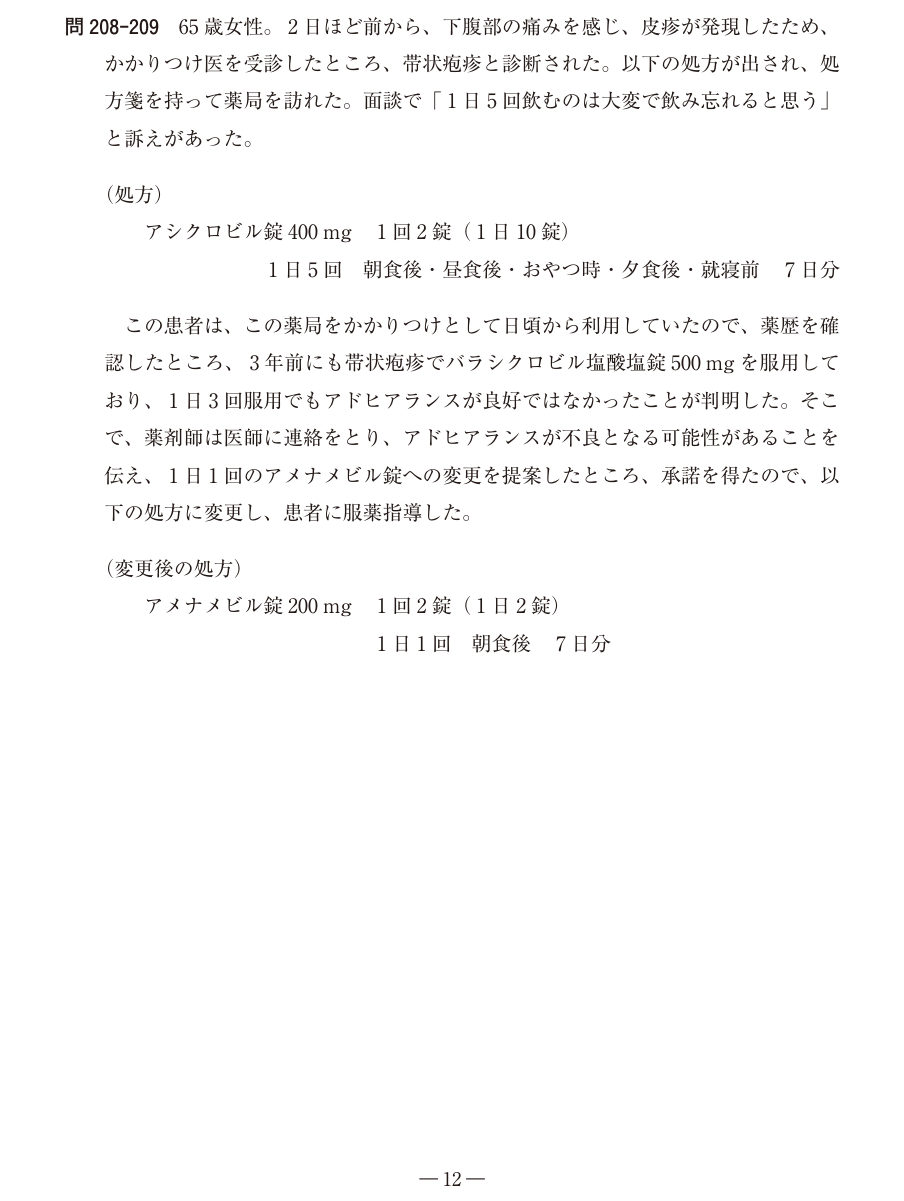 問 208-209 65 歳女性。2日ほど前から、下腹部の痛みを感じ、皮疹が発現したため、
かかりつけ医を受診したところ、帯状疱疹と診断された。以下の処方が出され、処
方箋を持って薬局を訪れた。面談で「1日5回飲むのは大変で飲み忘れると思う」
と訴えがあった。
（処方）
アシクロビル錠 400 mg 1回2錠（1日 10 錠）
1日5回 朝食後・昼食後・おやつ時・夕食後・就寝前 7日分
この患者は、この薬局をかかりつけとして日頃から利用していたので、薬歴を確
認したところ、3年前にも帯状疱疹でバラシクロビル塩酸塩錠 500 mg を服用して
おり、1日3回服用でもアドヒアランスが良好ではなかったことが判明した。そこ
で、薬剤師は医師に連絡をとり、アドヒアランスが不良となる可能性があることを
伝え、1日1回のアメナメビル錠への変更を提案したところ、承諾を得たので、以
下の処方に変更し、患者に服薬指導した。
（変更後の処方）
アメナメビル錠 200 mg 1回2錠（1日2錠）
1日1回 朝食後 7日分
― 12 ―